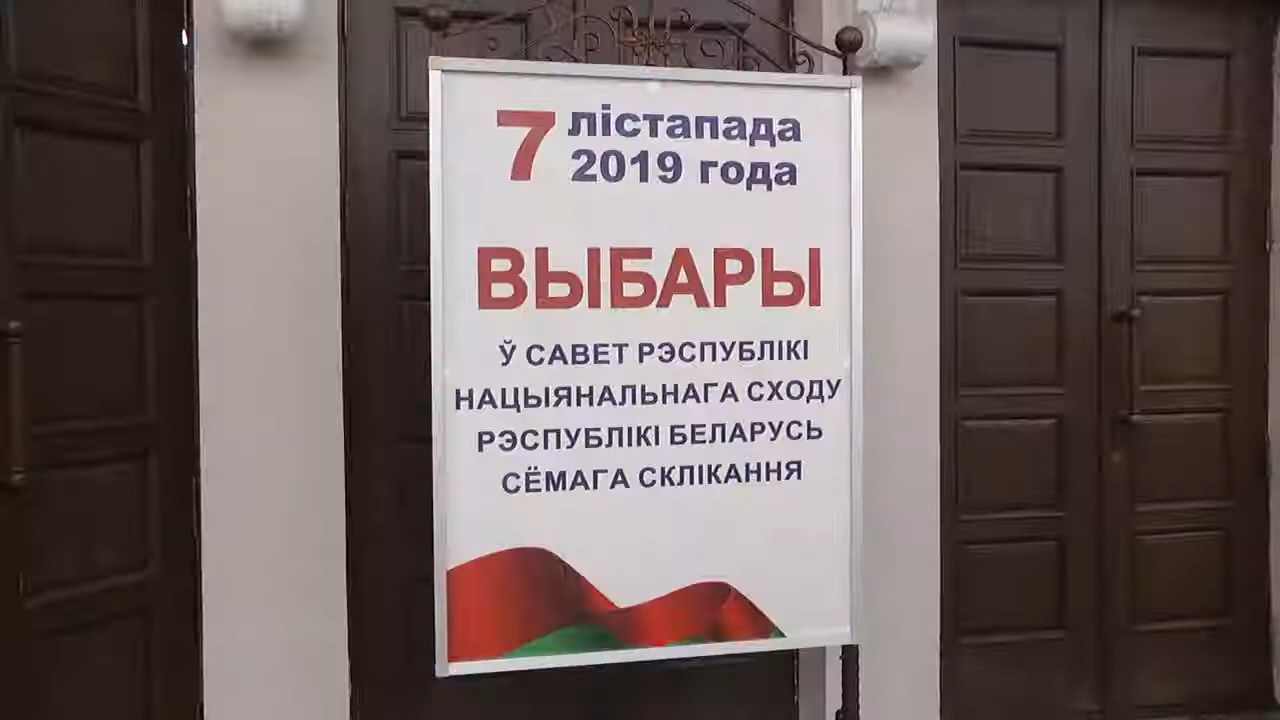 7 лістапада
2019 года
ВЫБАРЫ
Ў САВЕТ РЭСПУБЛІКІ
НАЦЫЯНАЛЬНАГА СХОДУ
РЭСПУБЛІКІ БЕЛАРУСЬ
СЁМАГА СКЛІКАННЯ